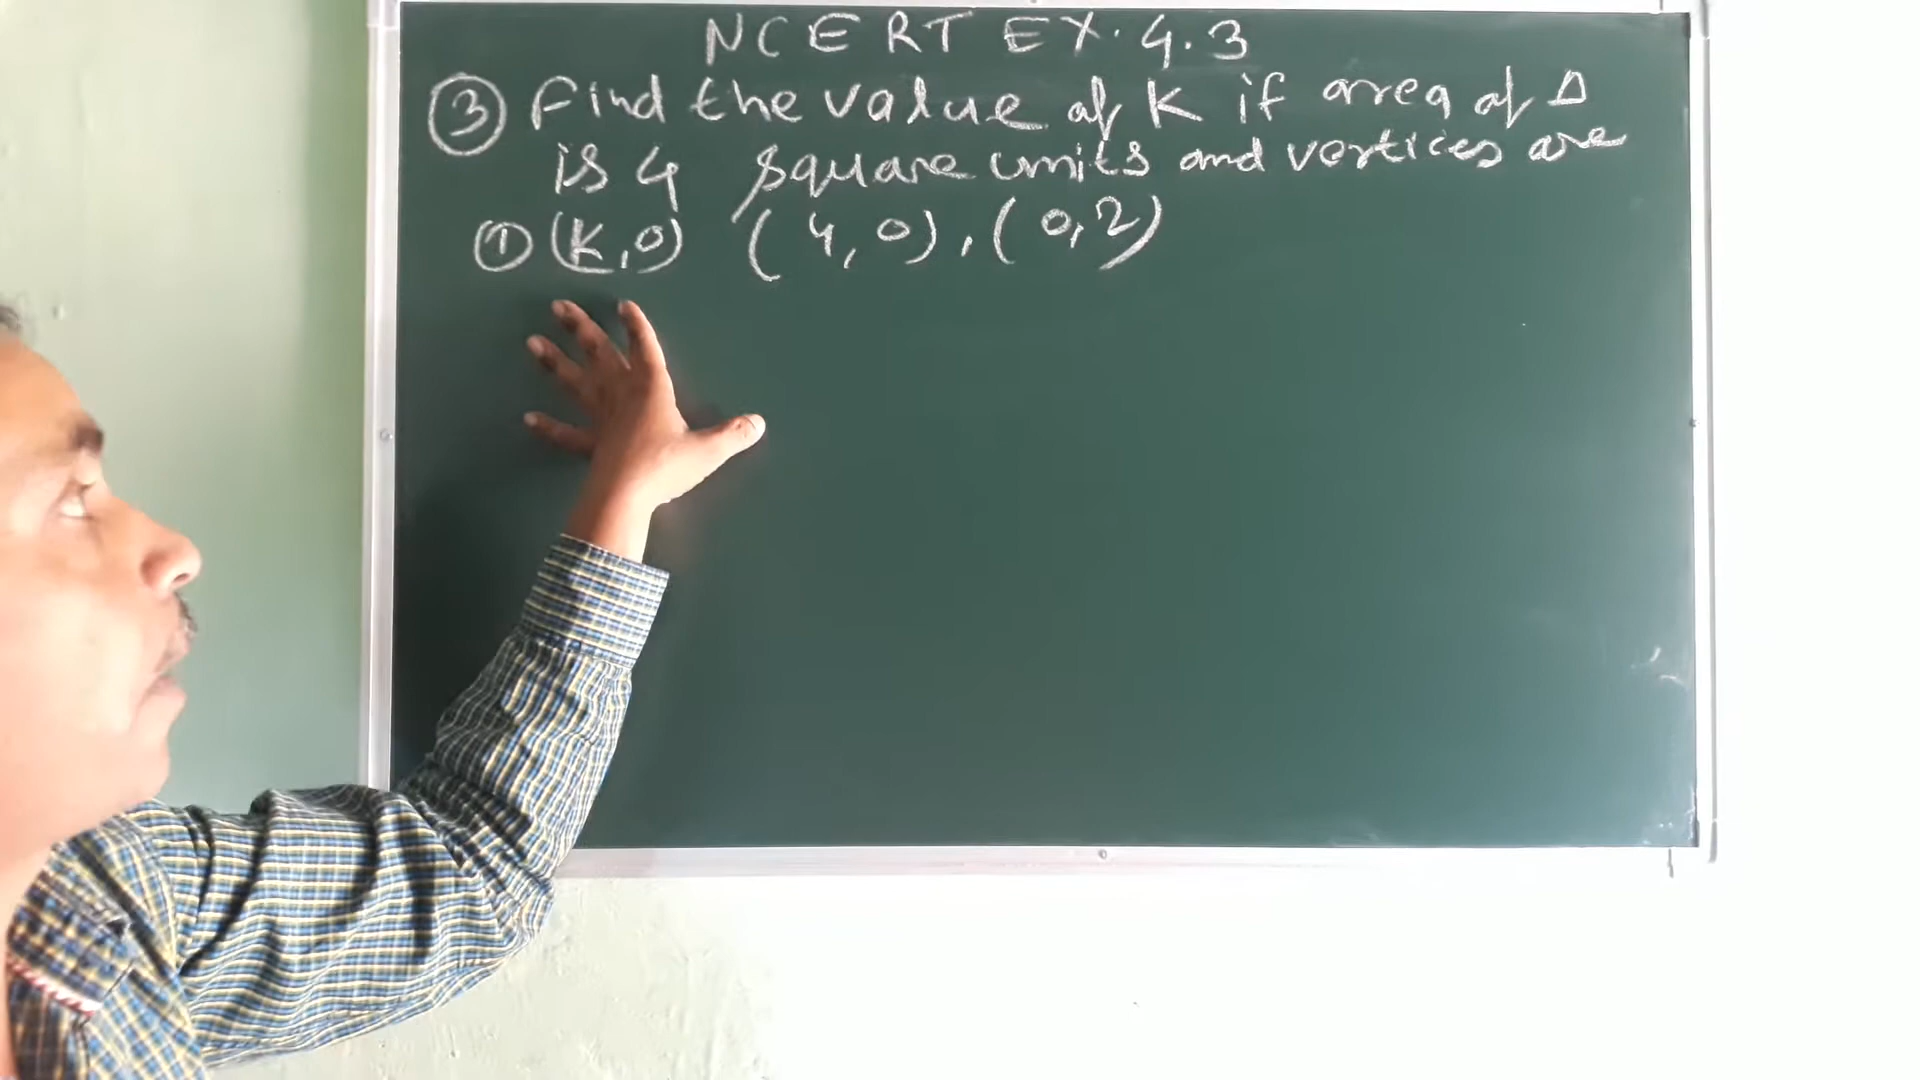 NCERT EX. 4.3
③ Find the value of K if area of Δ
is 4 square units and vertices are
① (K,0) (4,0), (0,2)